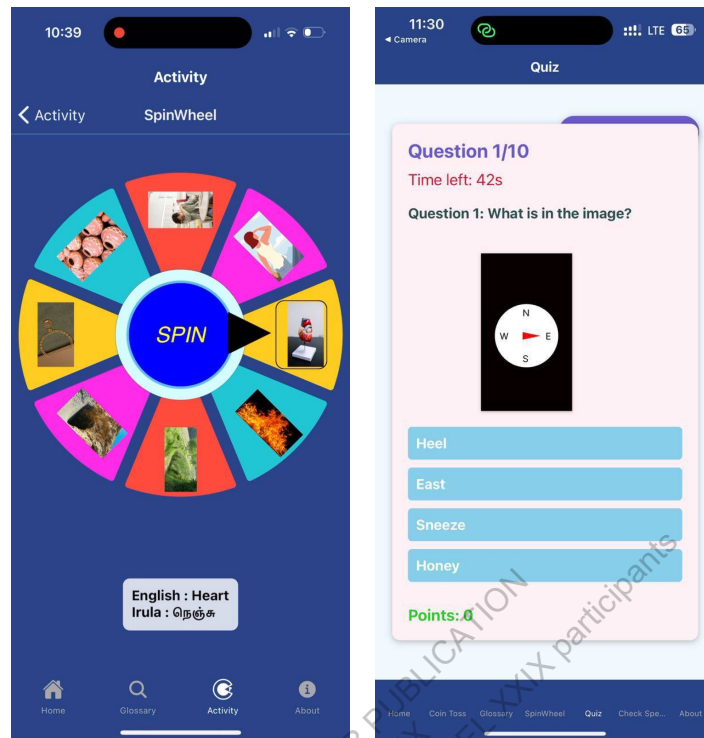 10:39
Activity
Activity SpinWheel
SPIN
English : Heart
Irula : நெஞ்சு
Home Glossary Activity About
11:30 LTE 65
Camera
Quiz
Question 1/10
Time left: 42s
Question 1: What is in the image?
N
W E
S
Heel
East
Sneeze
Honey
Points: 0
Home Coin Toss Glossary SpinWheel Quiz Check Spe... About
PUBLICATION
participants